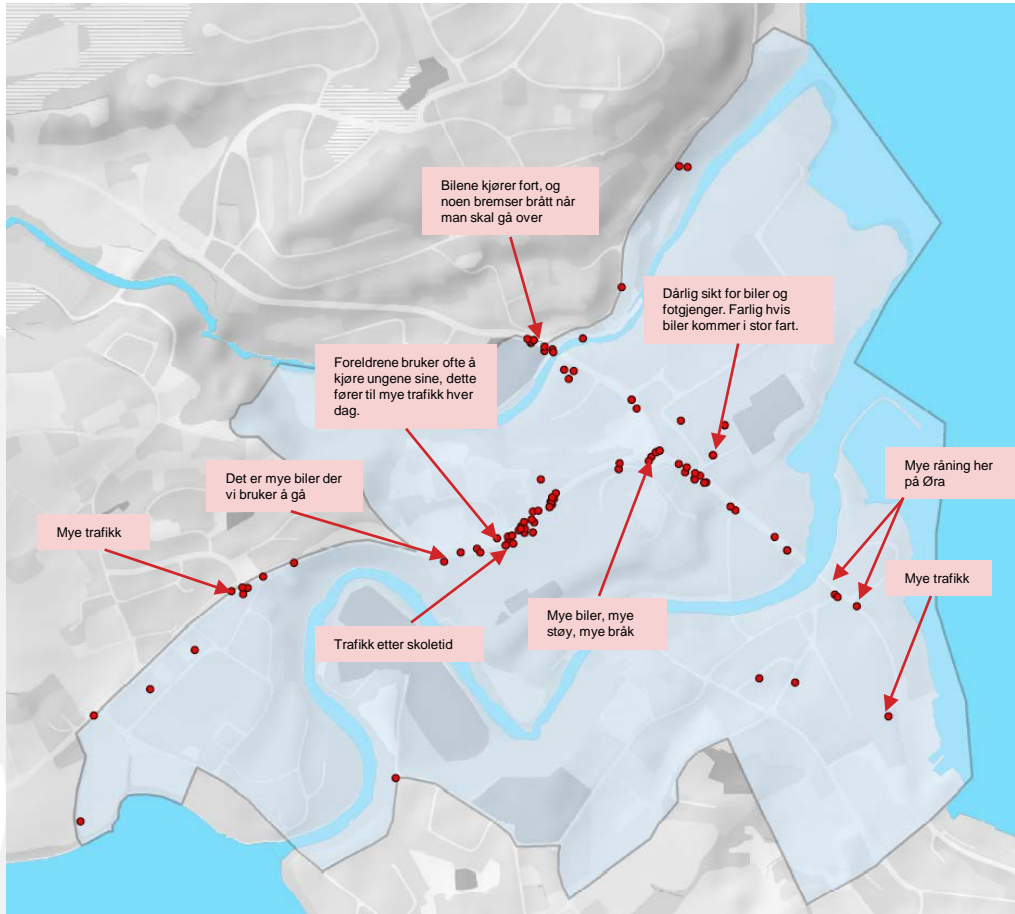 Bilene kjører fort, og
noen bremser brått når
man skal gå over
Dårlig sikt for biler og
fotgjenger. Farlig hvis
biler kommer i stor fart.
Foreldrene bruker ofte å
kjøre ungene sine, dette
fører til mye trafikk hver
dag.
Det er mye biler der
vi bruker å gå
Mye råning her
på Øra
Mye trafikk
Mye trafikk
Trafikk etter skoletid
Mye biler, mye
støy, mye bråk